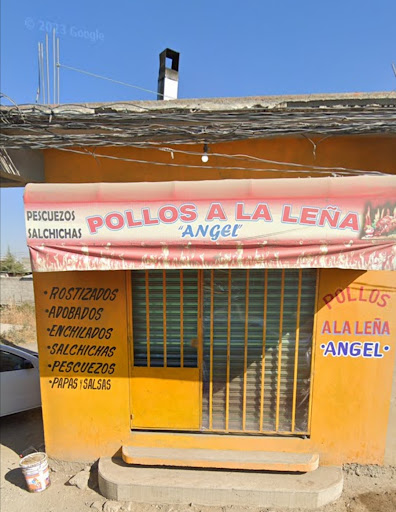 © 2023 Google
PESCUEZOS
SALCHICHAS
POLLOS A LA LEÑA
"ANGEL"
•ROSTIZADOS
•ADOBADOS
•ENCHILADOS
•SALCHICHAS
•PESCUEZOS
•PAPAS Y SALSAS
POLLOS
A LA LEÑA
•ANGEL•